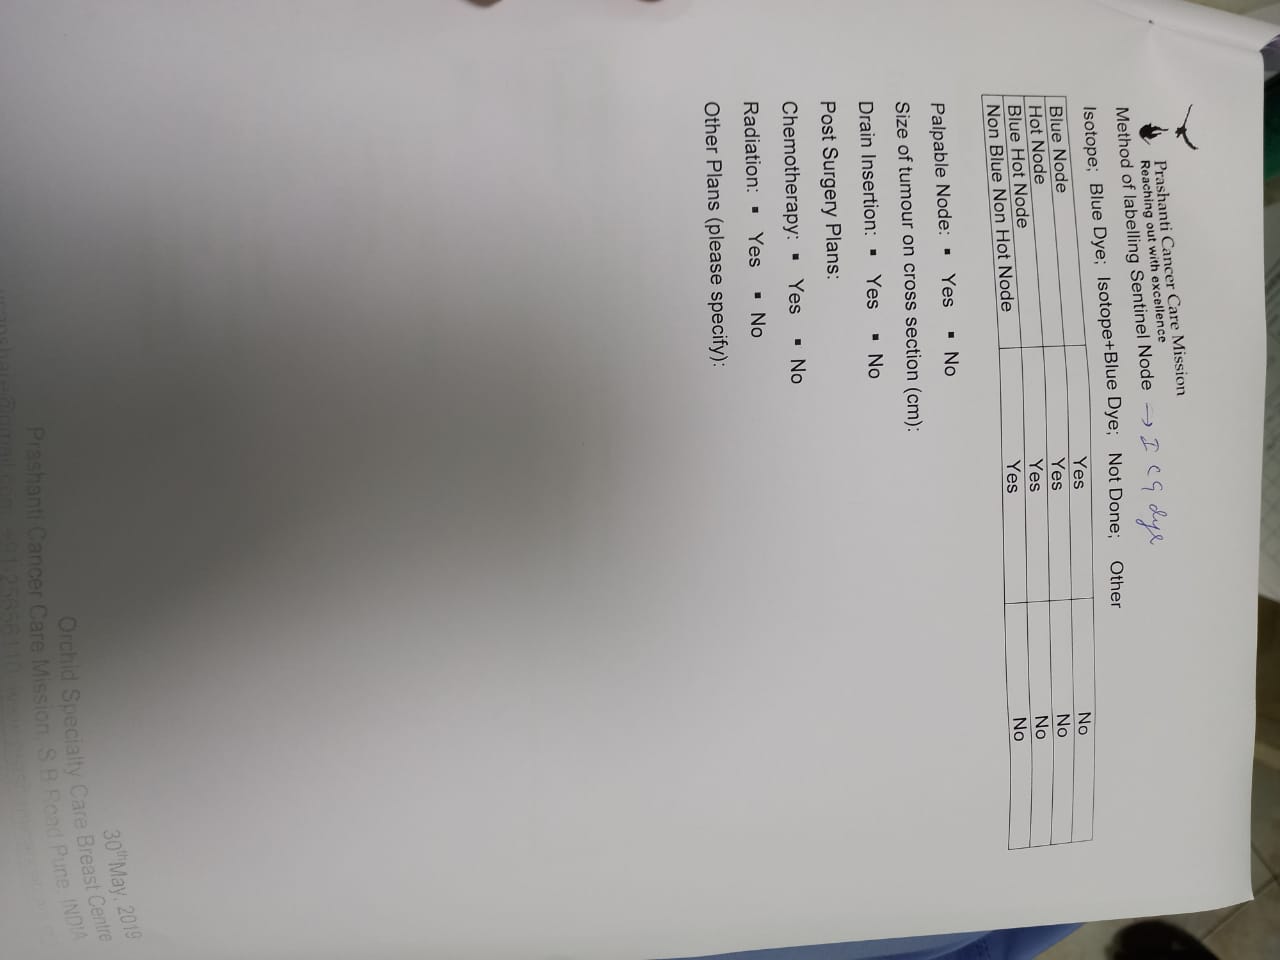 Prashanti Cancer Care Mission
Reaching out with excellence
Method of labelling Sentinel Node → ICG dye
Isotope; Blue Dye; Isotope+Blue Dye; Not Done; Other
Blue Node Yes No
Hot Node Yes No
Blue Hot Node Yes No
Non Blue Non Hot Node Yes No
Palpable Node: ▪ Yes ▪ No
Size of tumour on cross section (cm):
Drain Insertion: ▪ Yes ▪ No
Post Surgery Plans:
Chemotherapy: ▪ Yes ▪ No
Radiation: ▪ Yes ▪ No
Other Plans (please specify):
30th May, 2019
Orchid Specialty Care Breast Centre
Prashanti Cancer Care Mission S B Road Pune. INDIA